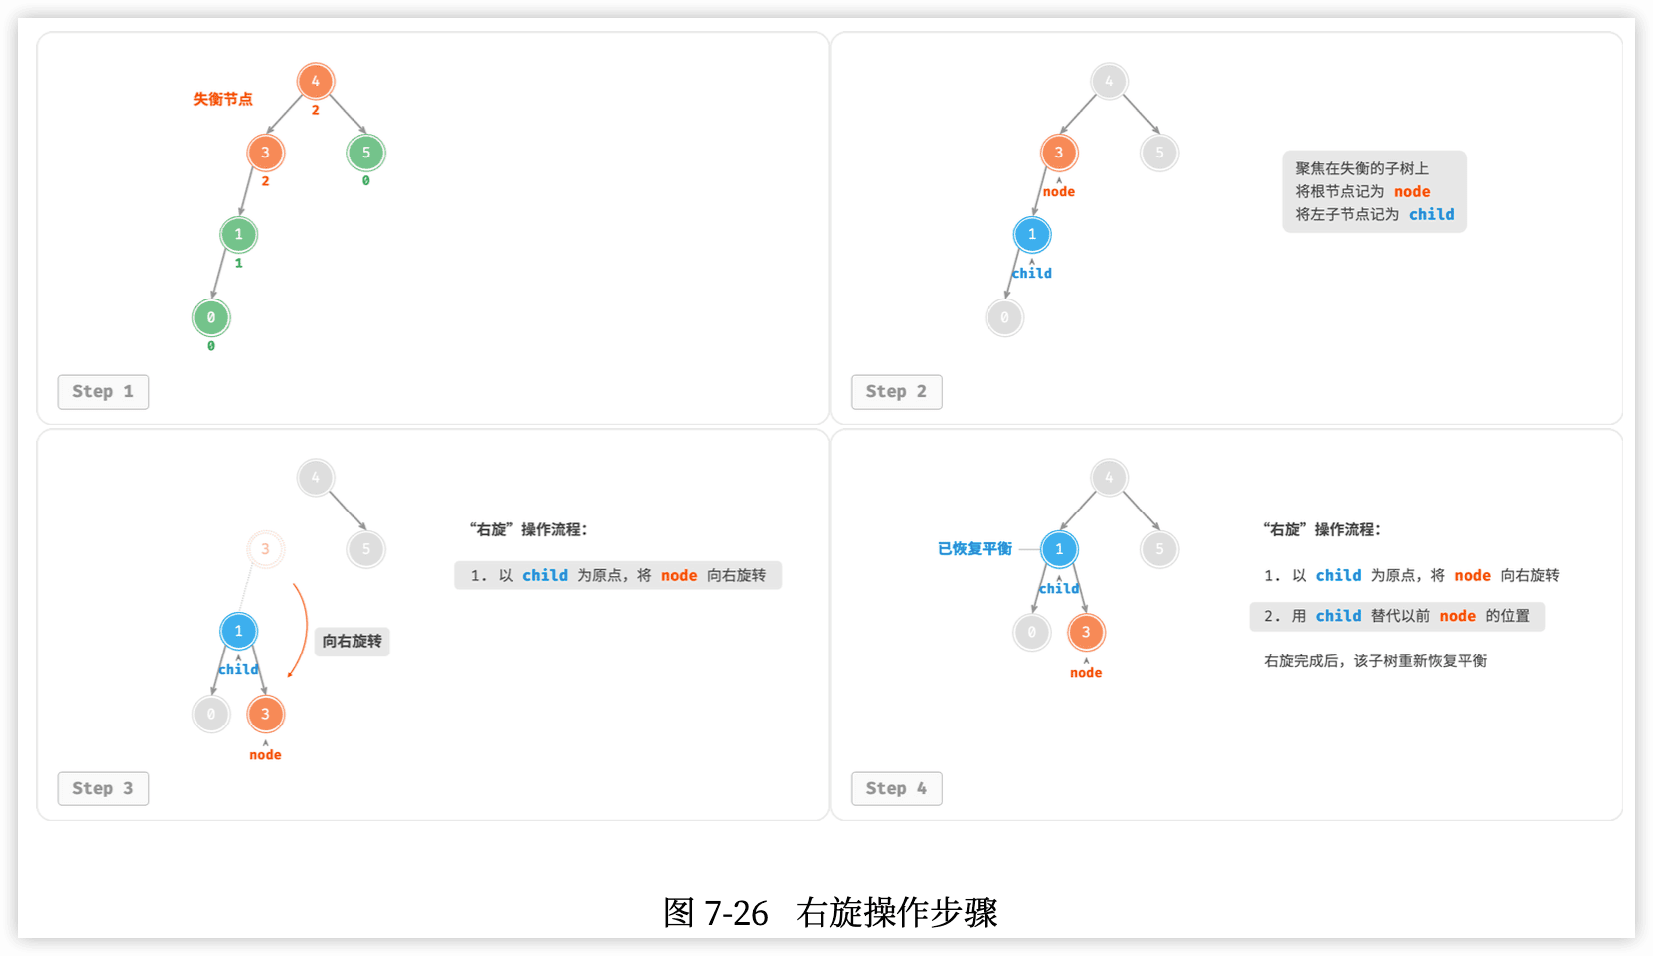 4
失衡节点
2
3
5
2
0
1
1
0
0
Step 1
4
3
5
node
聚焦在失衡的子树上
将根节点记为 node
将左子节点记为 child
1
child
0
Step 2
4
3
5
1
child
向右旋转
0
3
node
“右旋”操作流程：
1. 以 child 为原点，将 node 向右旋转
Step 3
4
已恢复平衡
1
5
child
0
3
node
“右旋”操作流程：
1. 以 child 为原点，将 node 向右旋转
2. 用 child 替代以前 node 的位置
右旋完成后，该子树重新恢复平衡
Step 4
图 7-26 右旋操作步骤